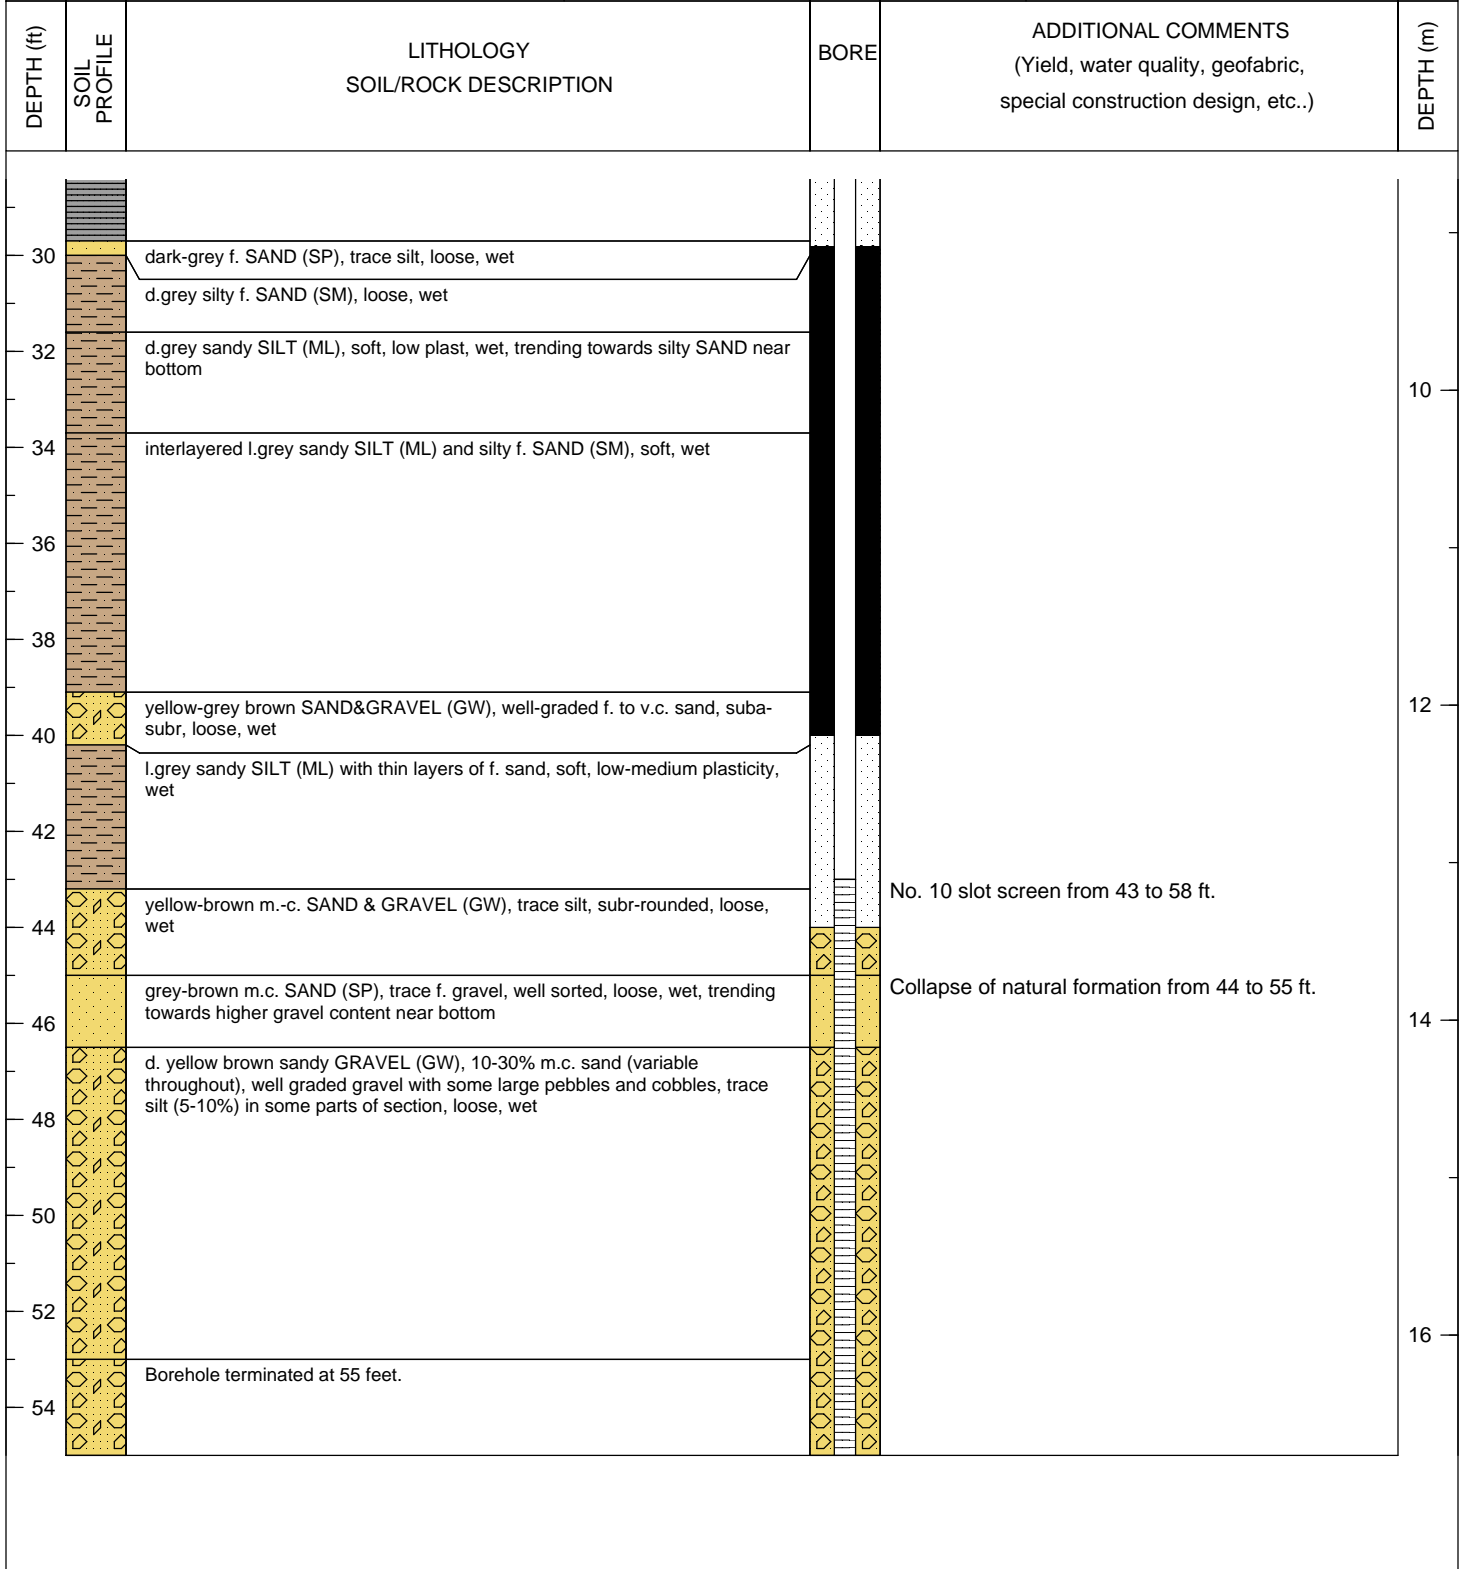 DEPTH (ft)
SOIL
PROFILE
LITHOLOGY
SOIL/ROCK DESCRIPTION
BORE
ADDITIONAL COMMENTS
(Yield, water quality, geofabric,
special construction design, etc..)
DEPTH (m)
30
dark-grey f. SAND (SP), trace silt, loose, wet
d.grey silty f. SAND (SM), loose, wet
32
d.grey sandy SILT (ML), soft, low plast, wet, trending towards silty SAND near
bottom
10
34
interlayered l.grey sandy SILT (ML) and silty f. SAND (SM), soft, wet
36
38
yellow-grey brown SAND&GRAVEL (GW), well-graded f. to v.c. sand, suba-
subr, loose, wet
12
40
l.grey sandy SILT (ML) with thin layers of f. sand, soft, low-medium plasticity,
wet
42
No. 10 slot screen from 43 to 58 ft.
yellow-brown m.-c. SAND & GRAVEL (GW), trace silt, subr-rounded, loose,
wet
44
grey-brown m.c. SAND (SP), trace f. gravel, well sorted, loose, wet, trending
towards higher gravel content near bottom
Collapse of natural formation from 44 to 55 ft.
46
14
d. yellow brown sandy GRAVEL (GW), 10-30% m.c. sand (variable
throughout), well graded gravel with some large pebbles and cobbles, trace
silt (5-10%) in some parts of section, loose, wet
48
50
52
16
Borehole terminated at 55 feet.
54